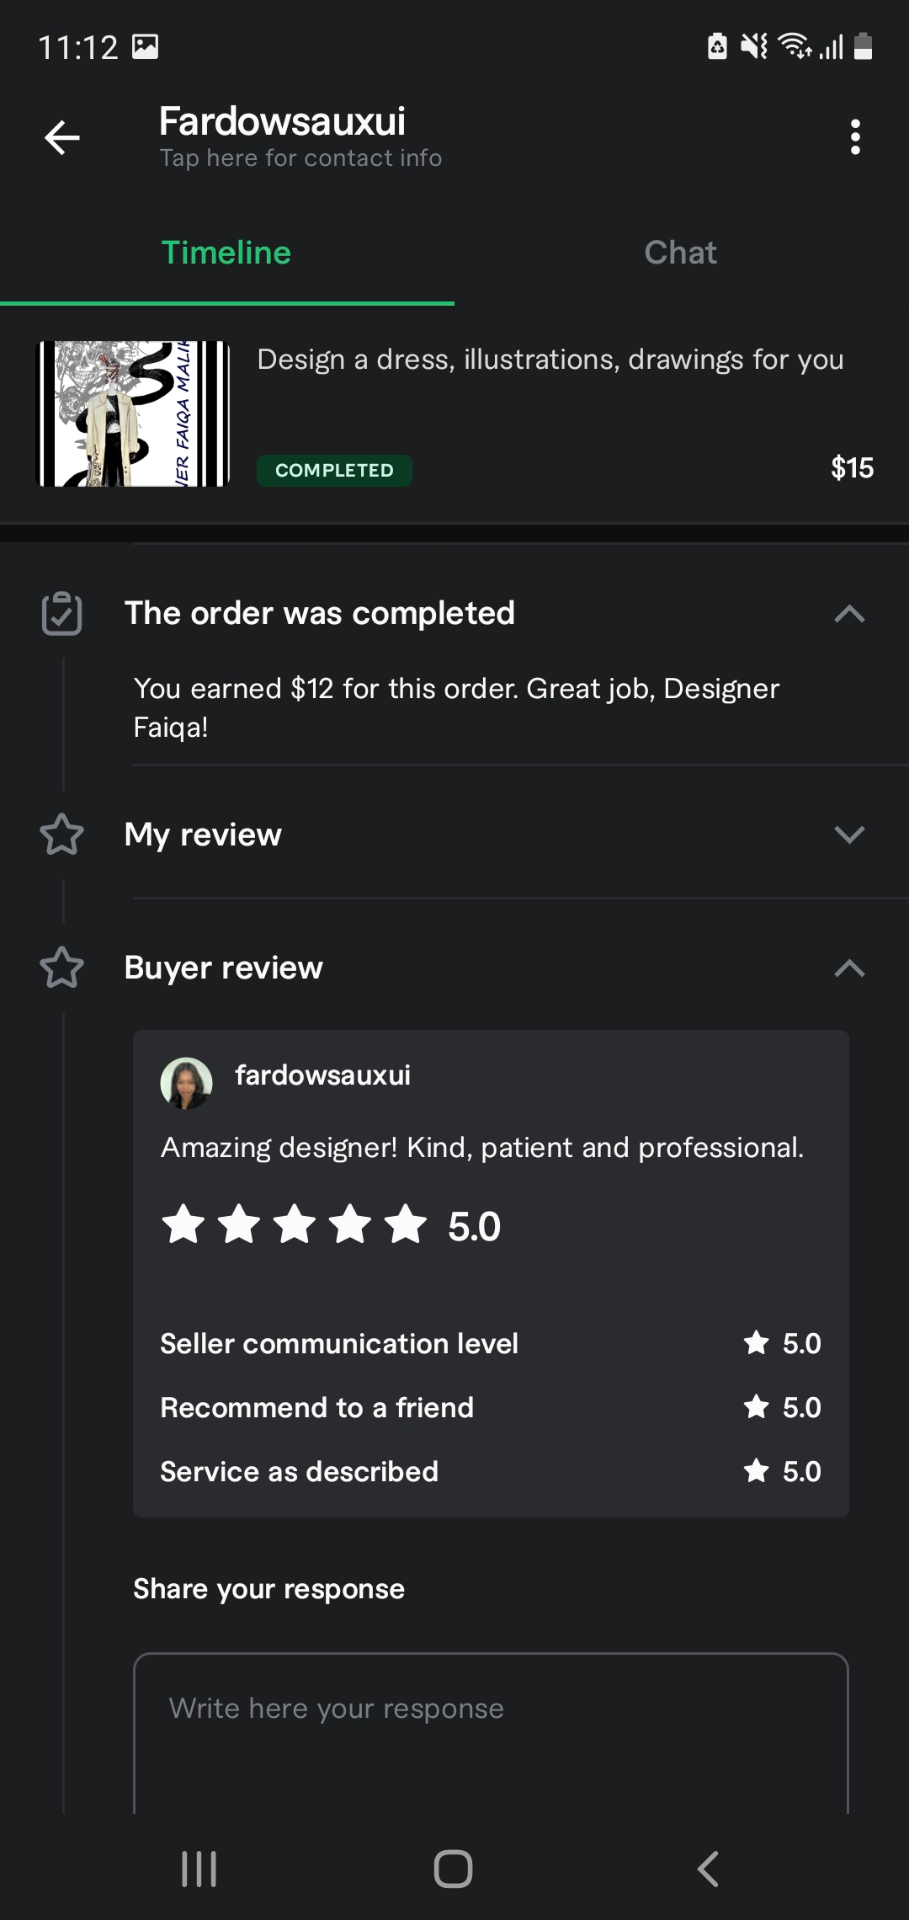 11:12
Fardowsauxui
Tap here for contact info
Timeline
Chat
NER FAIQA MALIK
Design a dress, illustrations, drawings for you
COMPLETED
$15
The order was completed
You earned $12 for this order. Great job, Designer
Faiqa!
My review
Buyer review
fardowsauxui
Amazing designer! Kind, patient and professional.
5.0
Seller communication level 5.0
Recommend to a friend 5.0
Service as described 5.0
Share your response
Write here your response